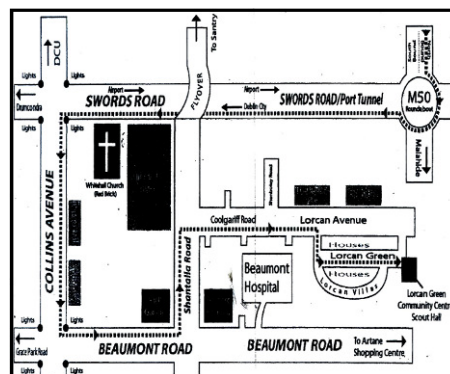 To Santry
DCU
FLYOVER
Lights
Lights
Airport
Airport
Drumcondra
SWORDS ROAD
Dublin City
SWORDS ROAD/Port Tunnel
M50
Roundabout
Malahide
Lights
Lights
Whitehall Church
(Red Brick)
COLLINS AVENUE
Coolgariff Road
Lorcan Avenue
Shantalla Road
Houses
Lorcan Green
Houses
Lorcan Villas
Beaumont
Hospital
Lorcan Green
Community Centre
Scout Hall
Lights
Lights
Grace Park Road
BEAUMONT ROAD
BEAUMONT ROAD
To Artane
Shopping Centre
Lights
Lights